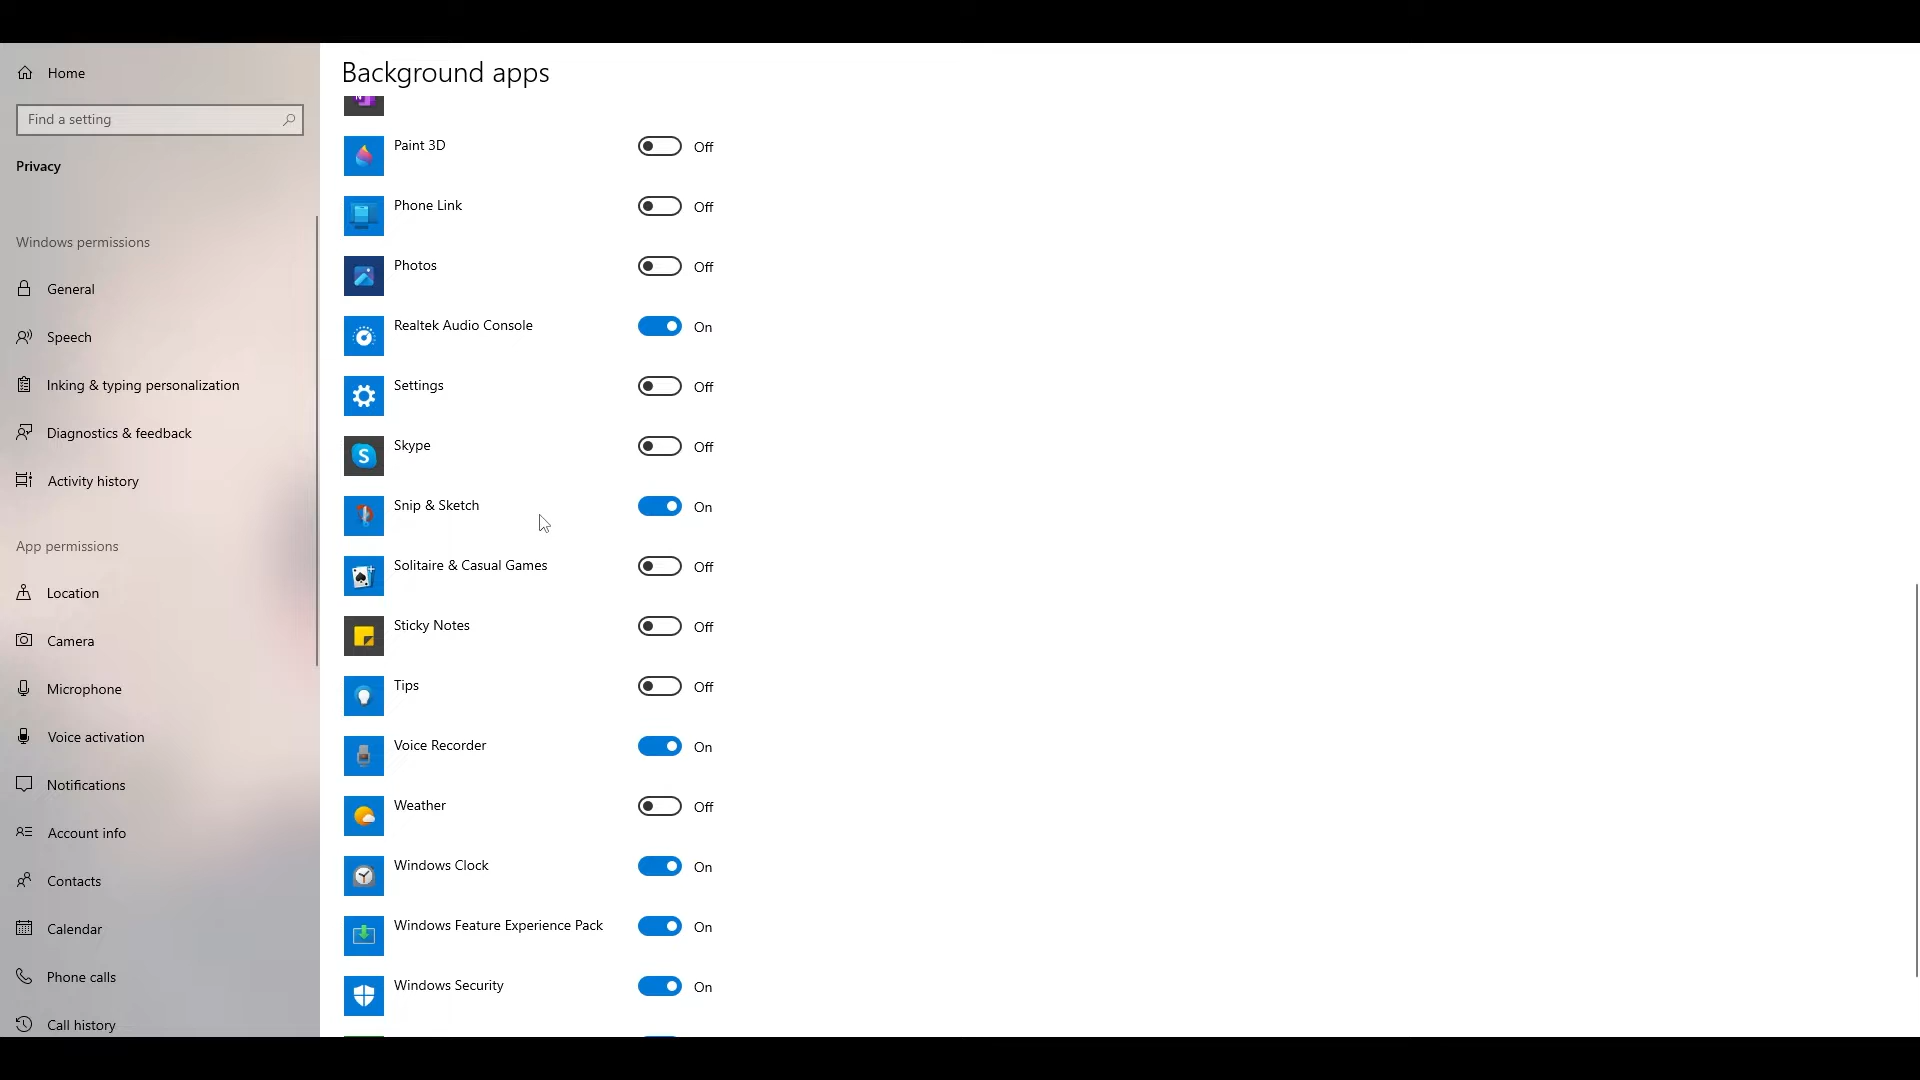 Home
Find a setting
Privacy
Windows permissions
General
Speech
Inking & typing personalization
Diagnostics & feedback
Activity history
App permissions
Location
Camera
Microphone
Voice activation
Notifications
Account info
Contacts
Calendar
Phone calls
Call history
Background apps
Paint 3D Off
Phone Link Off
Photos Off
Realtek Audio Console On
Settings Off
Skype Off
Snip & Sketch On
Solitaire & Casual Games Off
Sticky Notes Off
Tips Off
Voice Recorder On
Weather Off
Windows Clock On
Windows Feature Experience Pack On
Windows Security On